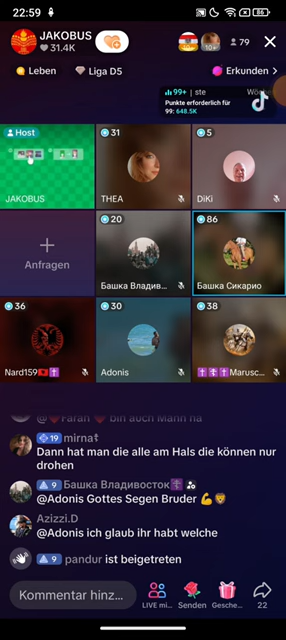 22:59
86
JAKOBUS
31.4K
10+
79
Leben
Liga D5
Erkunden
99+ | ste
Punkte erforderlich für
99: 648.5K
Host
31
5
JAKOBUS
THEA
DiKi
20
86
Anfragen
Башка Владив...
Башка Сикарио
36
30
38
Nard159🇦🇱✝️
Adonis
✝️✝️✝️Marusc...
bin auch Mann ha
19 mirna
Dann hat man die alle am Hals die können nur
drohen
9 Башка Владивосток☦️
@Adonis Gottes Segen Bruder 💪🦁
Azizzi.D
@Adonis ich glaub ihr habt welche
9 pandur ist beigetreten
Kommentar hinz...
LIVE mi...
Senden
Gesche...
22